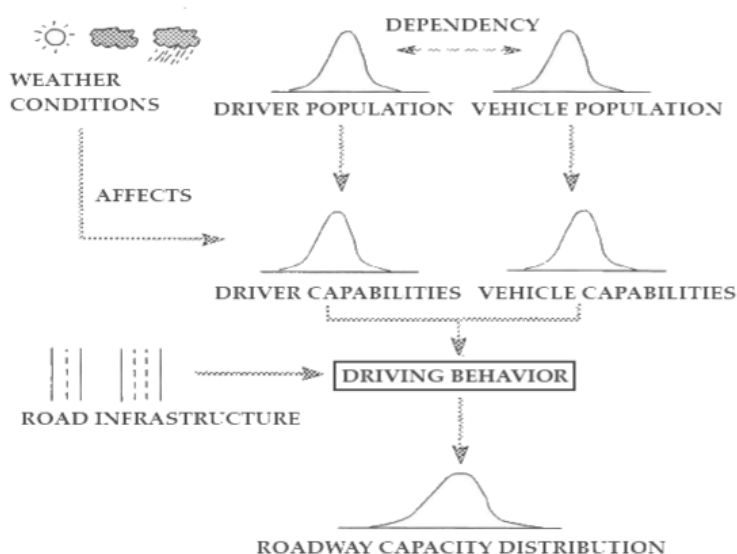 DEPENDENCY
WEATHER
CONDITIONS
DRIVER POPULATION
VEHICLE POPULATION
AFFECTS
DRIVER CAPABILITIES
VEHICLE CAPABILITIES
DRIVING BEHAVIOR
ROAD INFRASTRUCTURE
ROADWAY CAPACITY DISTRIBUTION